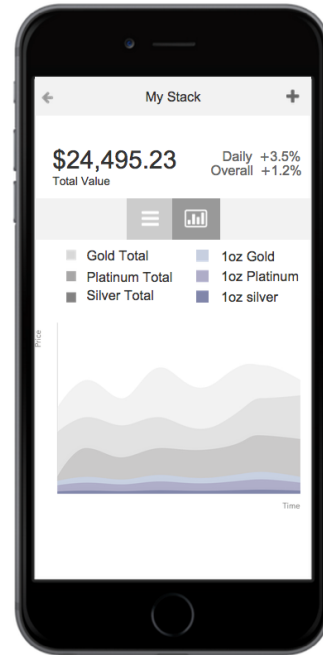 My Stack
$24,495.23
Total Value
Daily +3.5%
Overall +1.2%
Gold Total
Platinum Total
Silver Total
1oz Gold
1oz Platinum
1oz silver
Price
Time